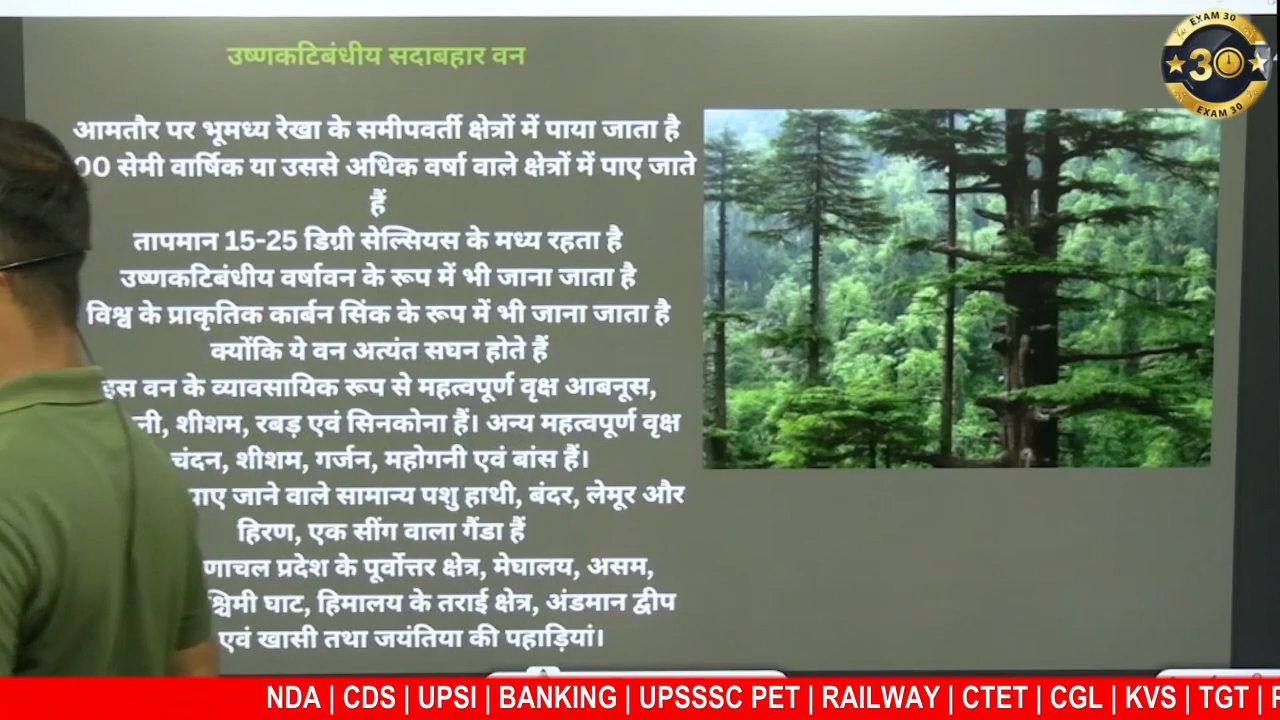 उष्णकटिबंधीय सदाबहार वन
आमतौर पर भूमध्य रेखा के समीपवर्ती क्षेत्रों में पाया जाता है
00 सेमी वार्षिक या उससे अधिक वर्षा वाले क्षेत्रों में पाए जाते
हैं
तापमान 15-25 डिग्री सेल्सियस के मध्य रहता है
उष्णकटिबंधीय वर्षावन के रूप में भी जाना जाता है
विश्व के प्राकृतिक कार्बन सिंक के रूप में भी जाना जाता है
क्योंकि ये वन अत्यंत सघन होते हैं
इस वन के व्यावसायिक रूप से महत्वपूर्ण वृक्ष आबनूस,
नी, शीशम, रबड़ एवं सिनकोना हैं। अन्य महत्वपूर्ण वृक्ष
चंदन, शीशम, गर्जन, महोगनी एवं बांस हैं।
पाए जाने वाले सामान्य पशु हाथी, बंदर, लेमूर और
हिरण, एक सींग वाला गैंडा हैं
णाचल प्रदेश के पूर्वोत्तर क्षेत्र, मेघालय, असम,
श्चिमी घाट, हिमालय के तराई क्षेत्र, अंडमान द्वीप
एवं खासी तथा जयंतिया की पहाड़ियां।
EXAM 30
30
EXAM 30
NDA | CDS | UPSI | BANKING | UPSSSC PET | RAILWAY | CTET | CGL | KVS | TGT |